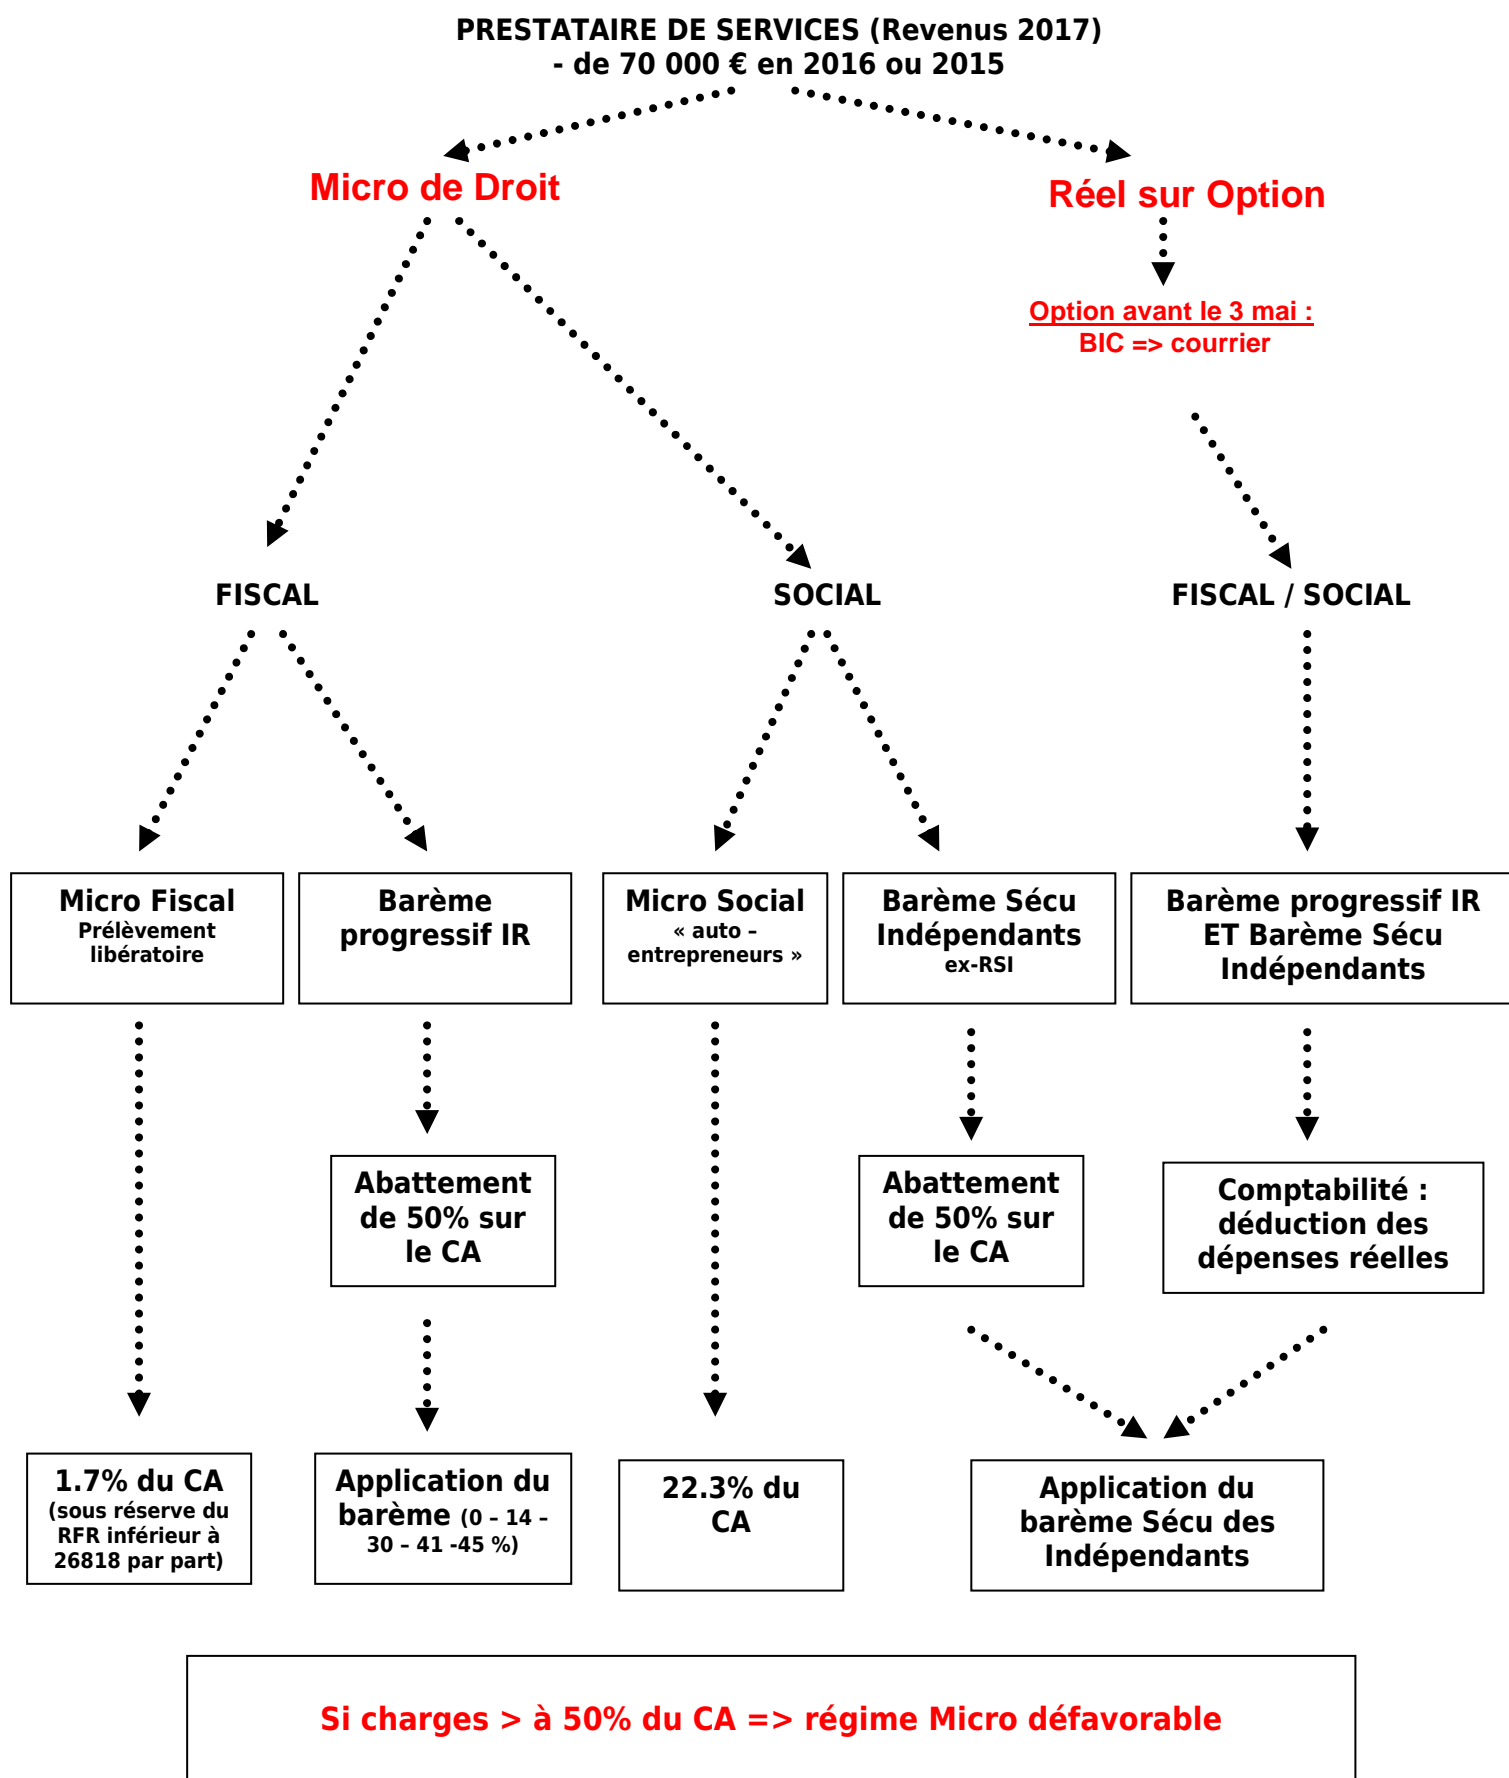 PRESTATAIRE DE SERVICES (Revenus 2017)
- de 70 000 € en 2016 ou 2015
Micro de Droit
Réel sur Option
Option avant le 3 mai :
BIC => courrier
FISCAL
SOCIAL
FISCAL / SOCIAL
Micro Fiscal
Prélèvement
libératoire
Barème
progressif IR
Micro Social
« auto –
entrepreneurs »
Barème Sécu
Indépendants
ex-RSI
Barème progressif IR
ET Barème Sécu
Indépendants
Abattement
de 50% sur
le CA
Abattement
de 50% sur
le CA
Comptabilité :
déduction des
dépenses réelles
1.7% du CA
(sous réserve du
RFR inférieur à
26818 par part)
Application du
barème (0 – 14 –
30 – 41 -45 %)
22.3% du
CA
Application du
barème Sécu des
Indépendants
Si charges > à 50% du CA => régime Micro défavorable